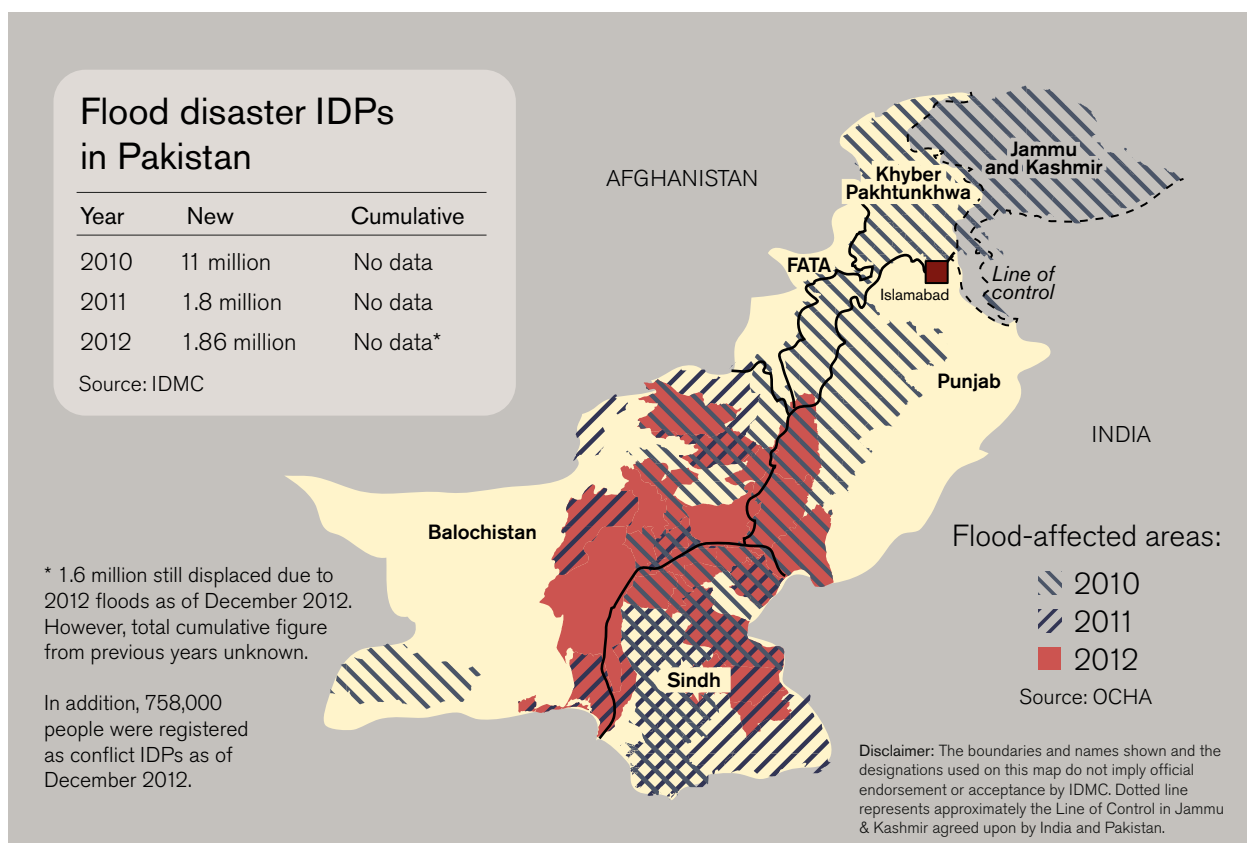 Flood disaster IDPs
in Pakistan
Year New Cumulative
2010 11 million No data
2011 1.8 million No data
2012 1.86 million No data*
Source: IDMC
AFGHANISTAN
Jammu
and Kashmir
Khyber
Pakhtunkhwa
FATA
Line of
control
Islamabad
Punjab
INDIA
Balochistan
Sindh
* 1.6 million still displaced due to
2012 floods as of December 2012.
However, total cumulative figure
from previous years unknown.
In addition, 758,000
people were registered
as conflict IDPs as of
December 2012.
Flood-affected areas:
2010
2011
2012
Source: OCHA
Disclaimer: The boundaries and names shown and the
designations used on this map do not imply official
endorsement or acceptance by IDMC. Dotted line
represents approximately the Line of Control in Jammu
& Kashmir agreed upon by India and Pakistan.